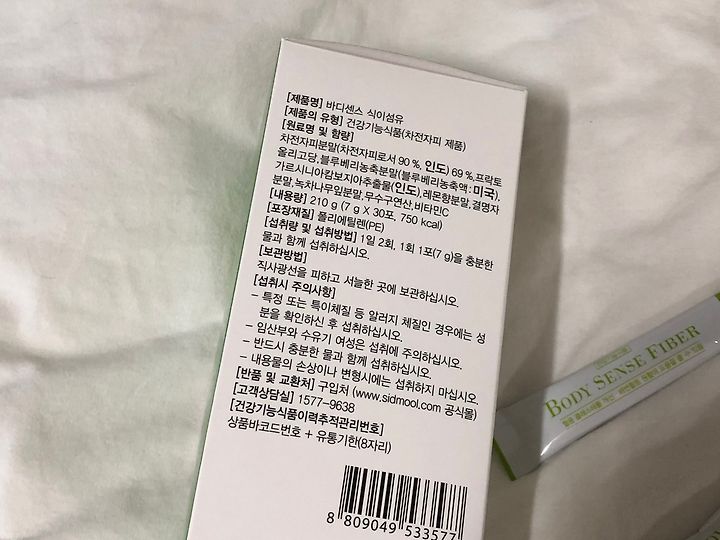 [제품명] 바디센스 식이섬유
[제품의 유형] 건강기능식품(차전자피 제품)
[원료명 및 함량]
차전자피분말(차전자피로서 90 %, 인도) 69 %, 프락토
올리고당, 블루베리농축분말(블루베리농축액 : 미국),
가르시니아캄보지아추출물(인도), 레몬향분말, 결명자
분말, 녹차나무잎분말, 무수구연산, 비타민C
[내용량] 210 g (7 g X 30포, 750 kcal)
[포장재질] 폴리에틸렌(PE)
[섭취량 및 섭취방법] 1일 2회, 1회 1포(7 g)을 충분한
물과 함께 섭취하십시오.
[보관방법]
직사광선을 피하고 서늘한 곳에 보관하십시오.
[섭취시 주의사항]
- 특정 또는 특이체질 등 알러지 체질인 경우에는 성
분을 확인하신 후 섭취하십시오.
- 임산부와 수유기 여성은 섭취에 주의하십시오.
- 반드시 충분한 물과 함께 섭취하십시오.
- 내용물의 손상이나 변형시에는 섭취하지 마십시오.
[반품 및 교환처] 구입처 (www.sidmool.com 공식몰)
[고객상담실] 1577-9638
[건강기능식품이력추적관리번호]
상품바코드번호 + 유통기한(8자리)
8 809049 533577
BODY SENSE FIBER